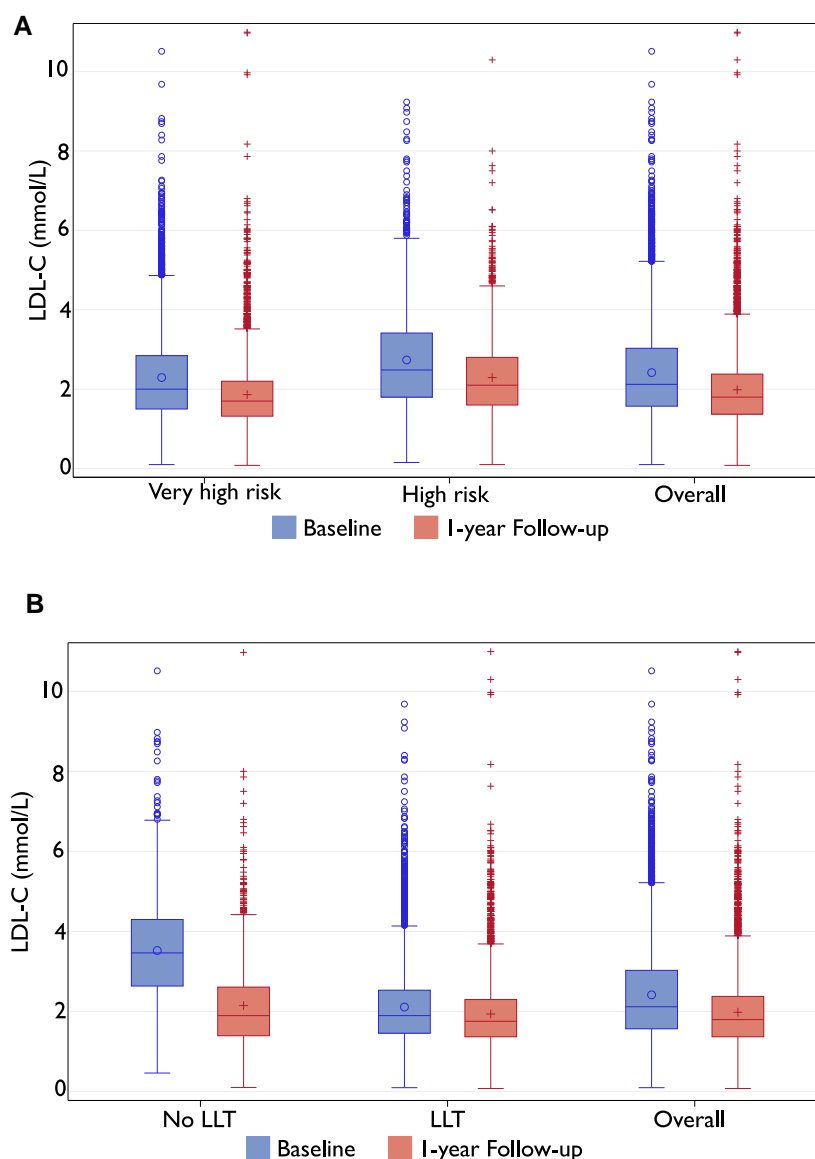 A
LDL-C (mmol/L)
10
8
6
4
2
0
Very high risk High risk Overall
Baseline 1-year Follow-up
B
LDL-C (mmol/L)
10
8
6
4
2
0
No LLT LLT Overall
Baseline 1-year Follow-up